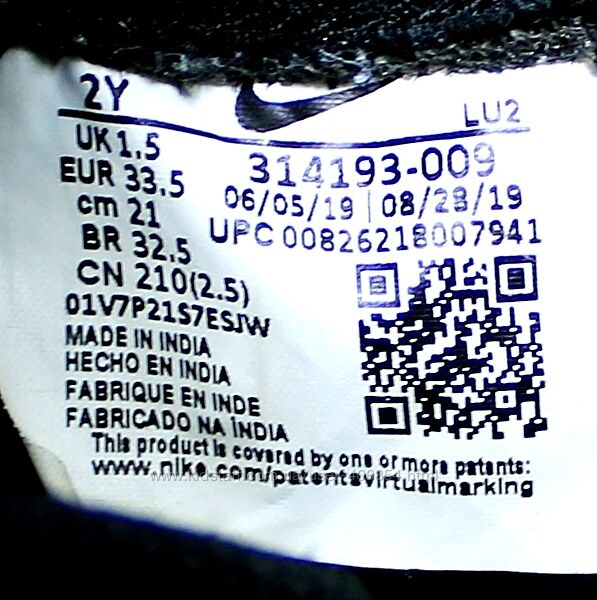 2Y
LU2
UK 1.5
314193-009
EUR 33.5
06/05/19 | 08/28/19
cm 21
UPC 00826218007941
BR 32.5
CN 210(2.5)
01V7P21S7ESJW
MADE IN INDIA
HECHO EN INDIA
FABRIQUE EN INDE
FABRICADO NA ÍNDIA
This product is covered by one or more patents:
www.nike.com/patentsvirtualmarking